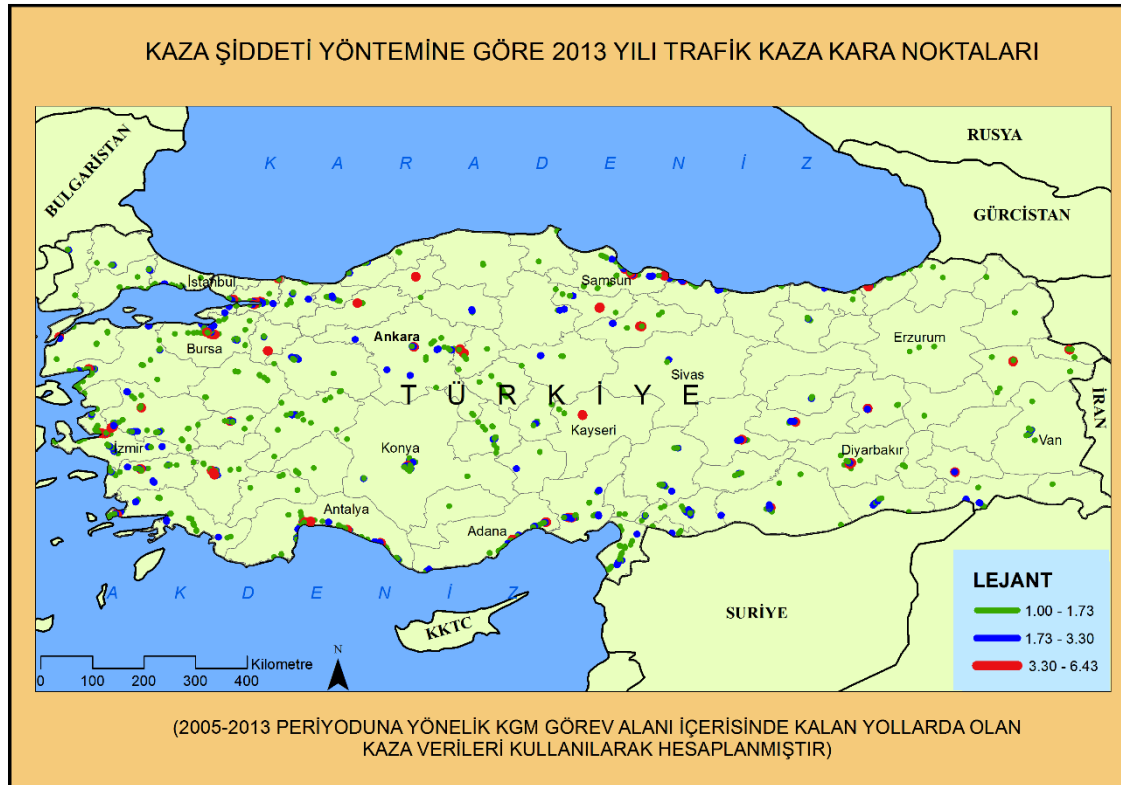 KAZA ŞİDDETİ YÖNTEMİNE GÖRE 2013 YILI TRAFİK KAZA KARA NOKTALARI
BULGARİSTAN
K A R A D E N İ Z
RUSYA
GÜRCİSTAN
İstanbul
Samsun
Bursa
Ankara
Erzurum
Sivas
T Ü R K İ Y E
İRAN
Kayseri
İzmir
Konya
Diyarbakır
Van
Antalya
Adana
A K D E N İ Z
KKTC
SURİYE
LEJANT
1.00 - 1.73
1.73 - 3.30
3.30 - 6.43
N
Kilometre
0 100 200 300 400
(2005-2013 PERİYODUNA YÖNELİK KGM GÖREV ALANI İÇERİSİNDE KALAN YOLLARDA OLAN
KAZA VERİLERİ KULLANILARAK HESAPLANMIŞTIR)